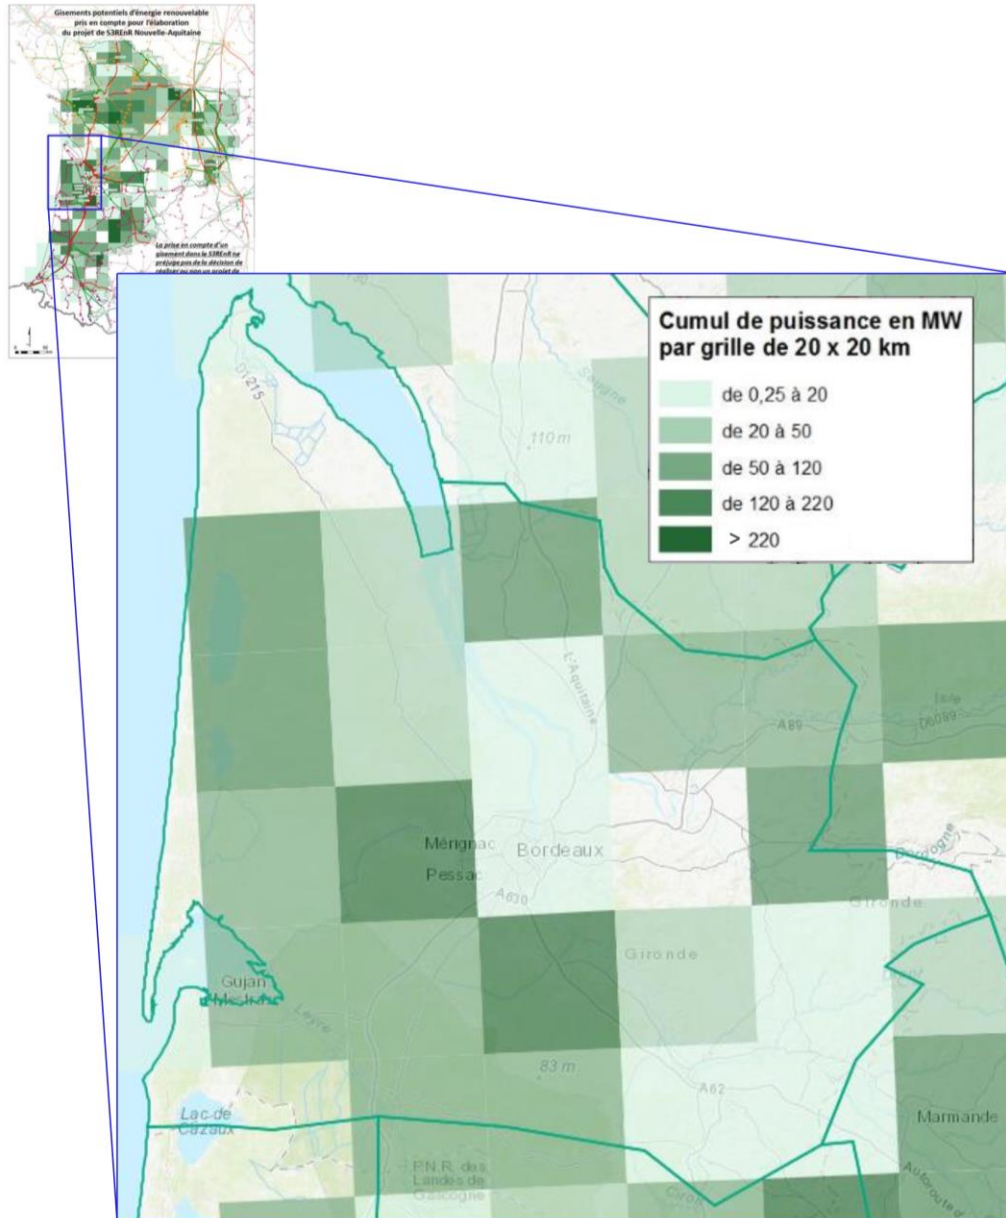 Gisements potentiels d'énergie renouvelable
pris en compte pour l'élaboration
du projet de S3REnR Nouvelle-Aquitaine
La prise en compte d'un
gisement dans le S3REnR ne
préjuge pas de la décision de
réaliser ou non un projet de
Cumul de puissance en MW
par grille de 20 x 20 km
de 0,25 à 20
de 20 à 50
de 50 à 120
de 120 à 220
> 220
D1215
110 m
L'Aquitaine
A89
Isle
D6089
Mérignac
Bordeaux
Pessac
A630
Dordogne
Gironde
Gironde
Gujan
Leyre
83 m
A62
Lac de
Cazaux
Marmande
P.N.R. des
Landes de
Gascogne
Ciron
Autoroute d